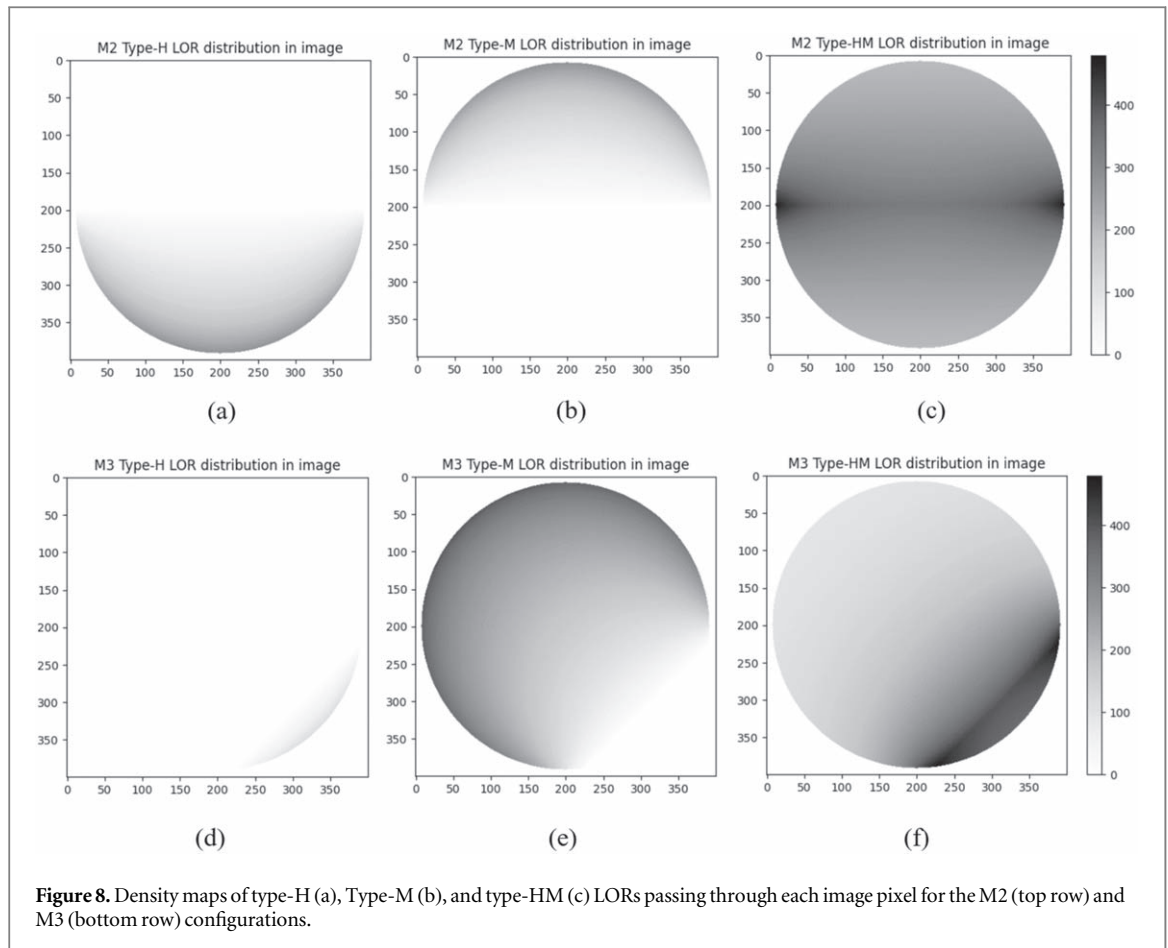 M2 Type-H LOR distribution in image
M2 Type-M LOR distribution in image
M2 Type-HM LOR distribution in image
0
50
100
150
200
250
300
350
0 50 100 150 200 250 300 350
0
50
100
150
200
250
300
350
0 50 100 150 200 250 300 350
0
50
100
150
200
250
300
350
0 50 100 150 200 250 300 350
400
300
200
100
0
(a)
(b)
(c)
M3 Type-H LOR distribution in image
M3 Type-M LOR distribution in image
M3 Type-HM LOR distribution in image
0
50
100
150
200
250
300
350
0 50 100 150 200 250 300 350
0
50
100
150
200
250
300
350
0 50 100 150 200 250 300 350
0
50
100
150
200
250
300
350
0 50 100 150 200 250 300 350
400
300
200
100
0
(d)
(e)
(f)
Figure 8. Density maps of type-H (a), Type-M (b), and type-HM (c) LORs passing through each image pixel for the M2 (top row) and
M3 (bottom row) configurations.